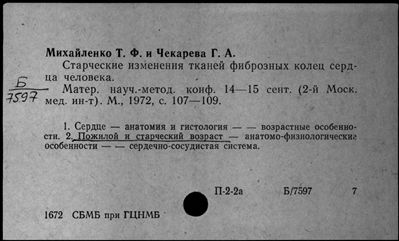 Михайленко Т. Ф. и Чекарева Г. А.
Старческие изменения тканей фиброзных колец серд-
ца человека.
Б
7597
Матер. науч.-метод. конф. 14—15 сент. (2-й Моск.
мед. ин-т). М., 1972, с. 107—109.
1. Сердце — анатомия и гистология — — возрастные особенно-
сти. 2. Пожилой и старческий возраст — анатомо-физиологические
особенности — — сердечно-сосудистая система.
П-2-2а Б/7597 7
1672 СБМБ при ГЦНМБ